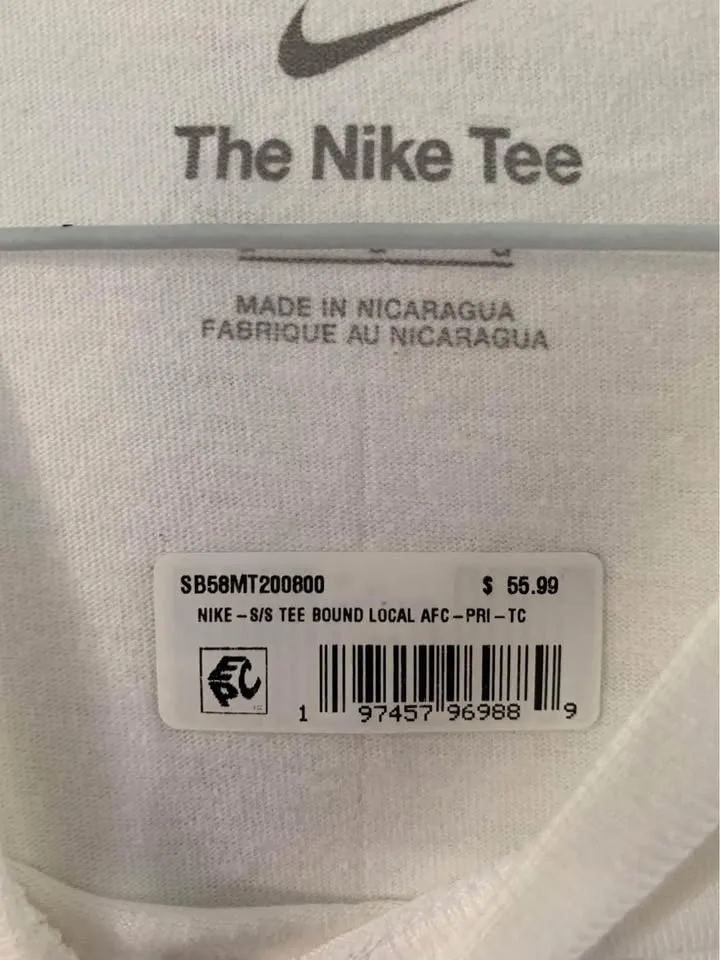 The Nike Tee
MADE IN NICARAGUA
FABRIQUE AU NICARAGUA
SB58MT200800
$ 55.99
NIKE-S/S TEE BOUND LOCAL AFC-PRI-TC
EPC
1 97457 96988 9